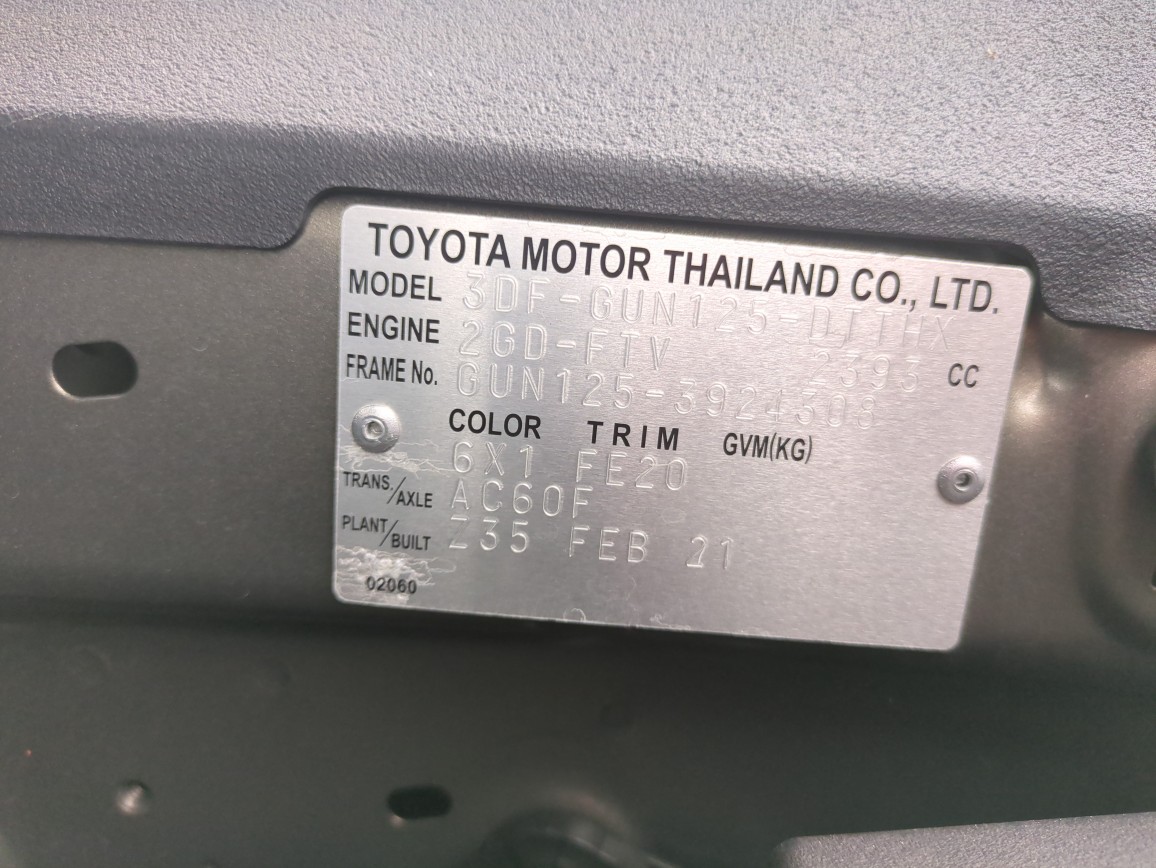 TOYOTA MOTOR THAILAND CO., LTD.
MODEL 3DF-GUN125-DTTHX
ENGINE 2GD-FTV 2393 CC
FRAME No. GUN125-3924308
COLOR TRIM GVM(KG)
6X1 FE20
TRANS./AXLE AC60F
PLANT/BUILT Z35 FEB 21
02060